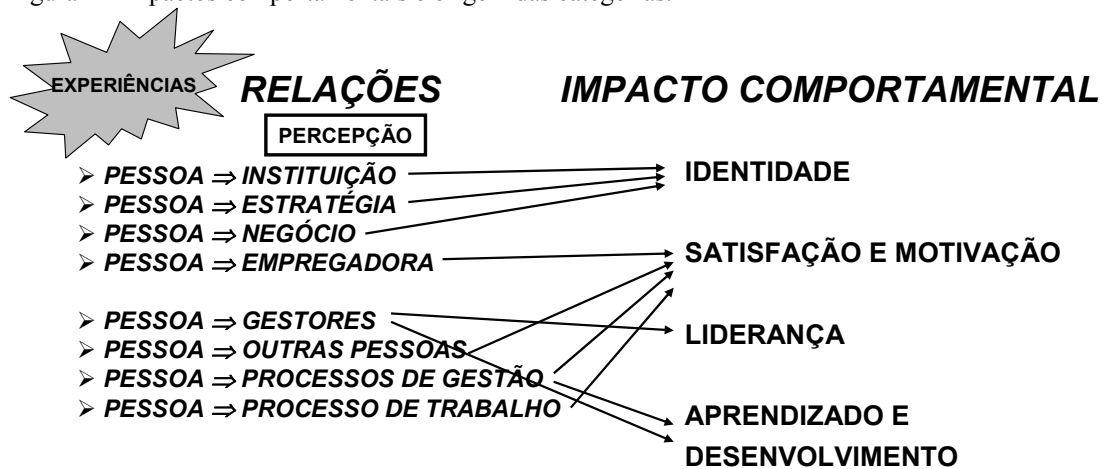 EXPERIÊNCIAS
RELAÇÕES
IMPACTO COMPORTAMENTAL
PERCEPÇÃO
➢ PESSOA ⇒ INSTITUIÇÃO
➢ PESSOA ⇒ ESTRATÉGIA
➢ PESSOA ⇒ NEGÓCIO
➢ PESSOA ⇒ EMPREGADORA
➢ PESSOA ⇒ GESTORES
➢ PESSOA ⇒ OUTRAS PESSOAS
➢ PESSOA ⇒ PROCESSOS DE GESTÃO
➢ PESSOA ⇒ PROCESSO DE TRABALHO
IDENTIDADE
SATISFAÇÃO E MOTIVAÇÃO
LIDERANÇA
APRENDIZADO E
DESENVOLVIMENTO